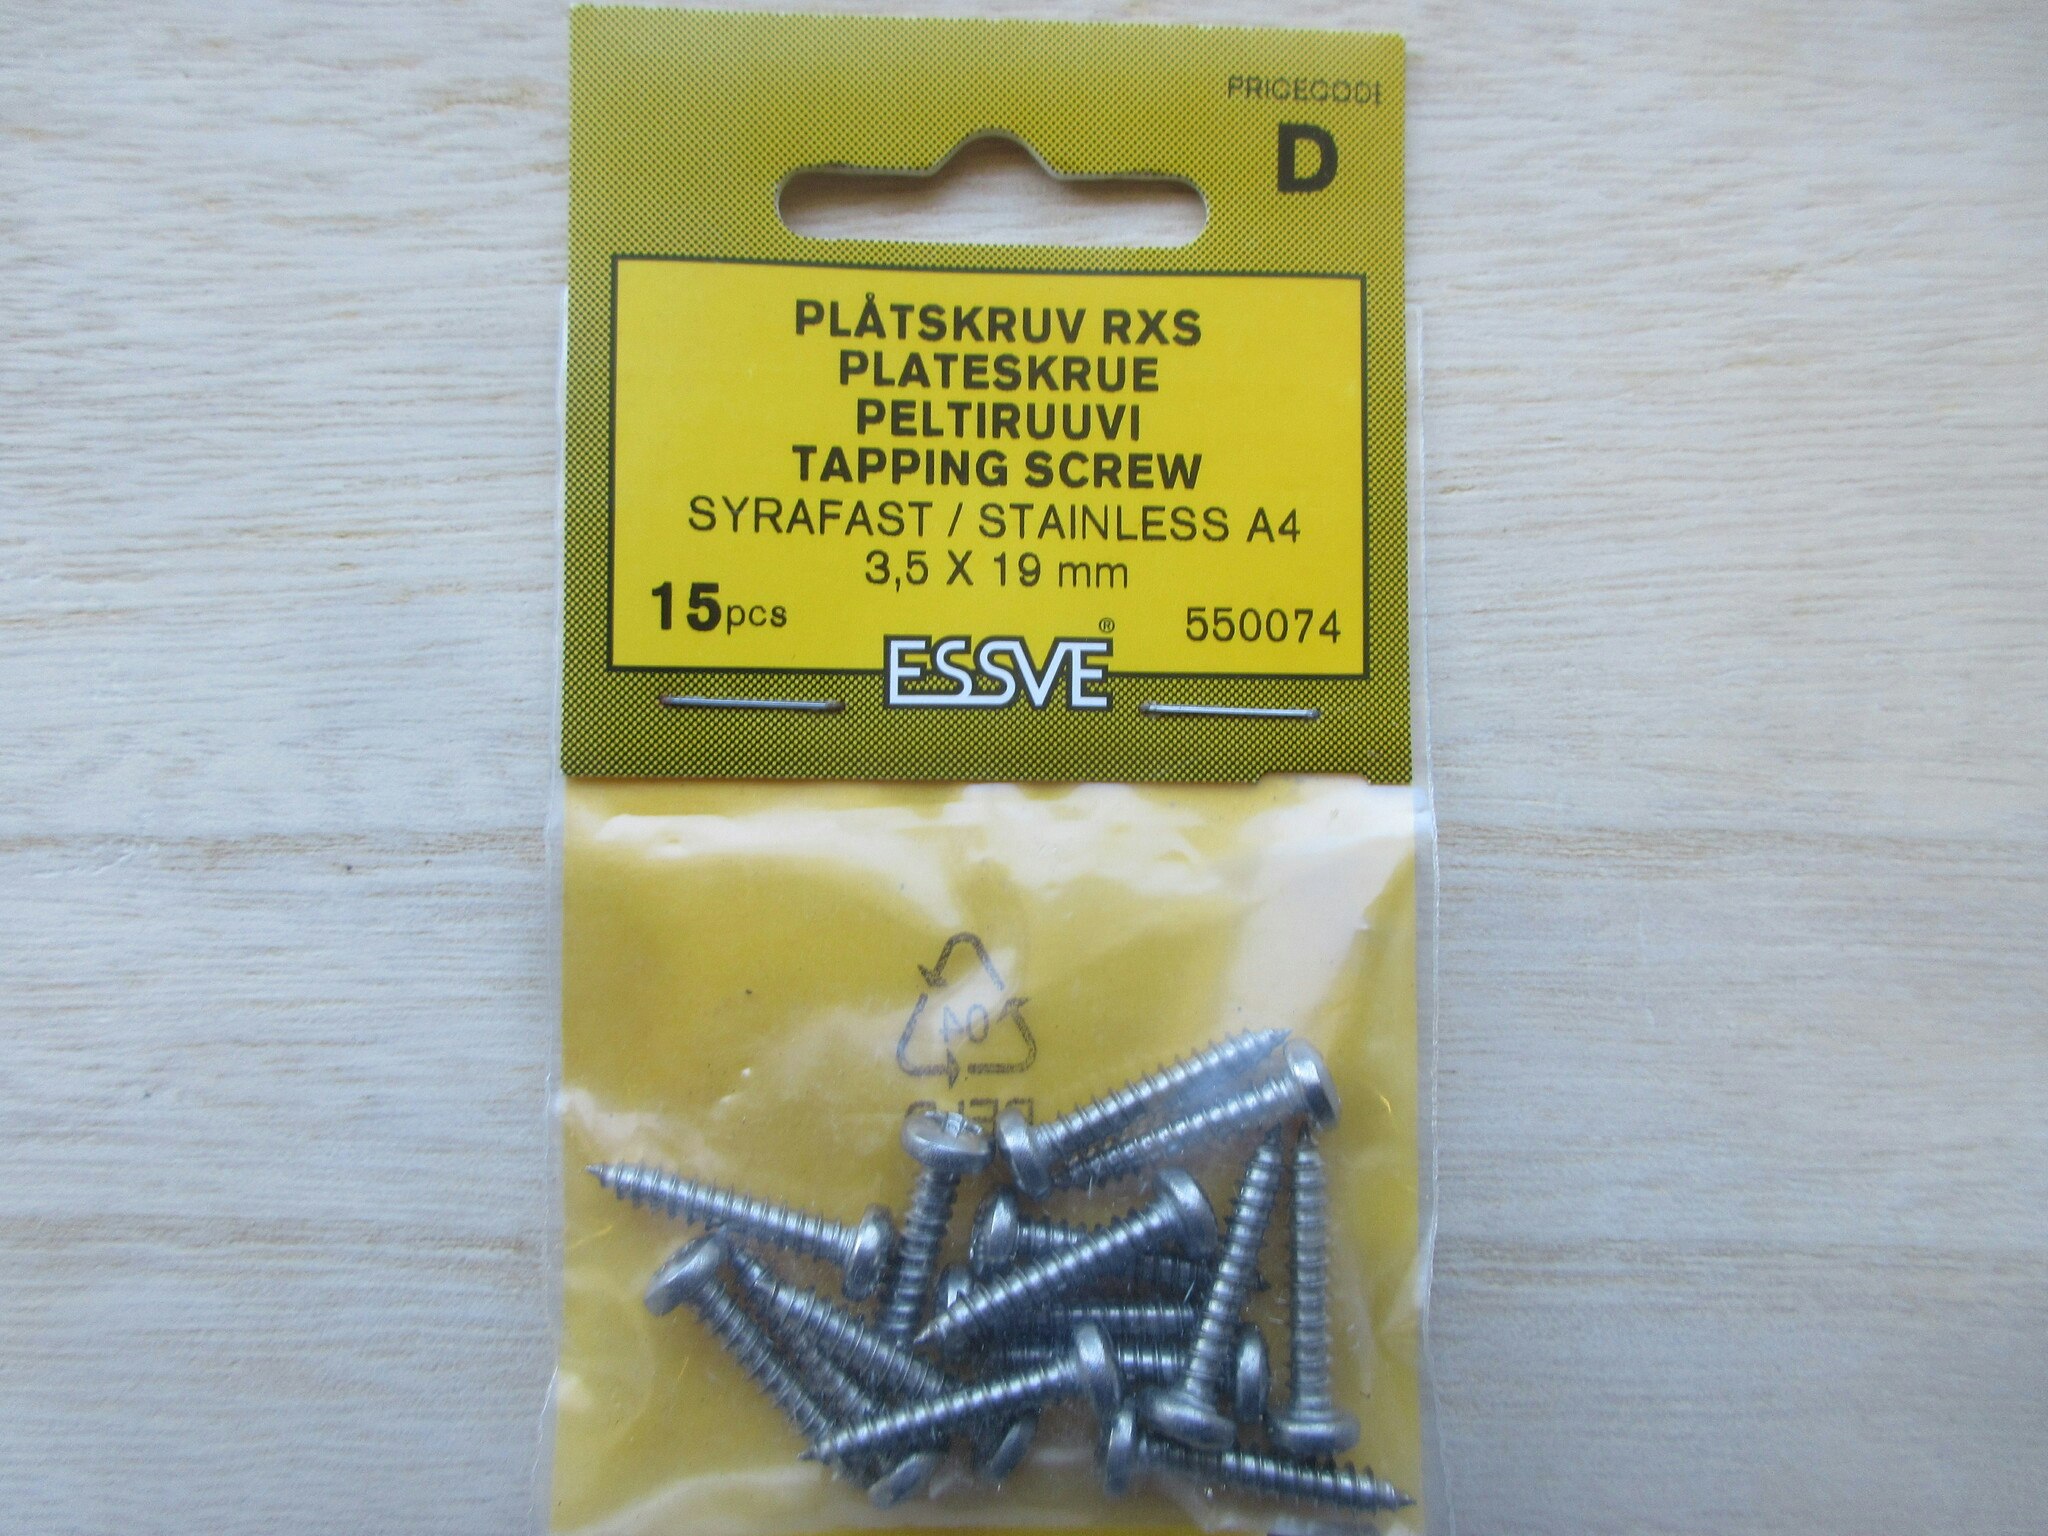 PRICECODE
D
PLÅTSKRUV RXS
PLATESKRUE
PELTIRUUVI
TAPPING SCREW
SYRAFAST / STAINLESS A4
3,5 X 19 mm
15pcs
550074
ESSVE®
04